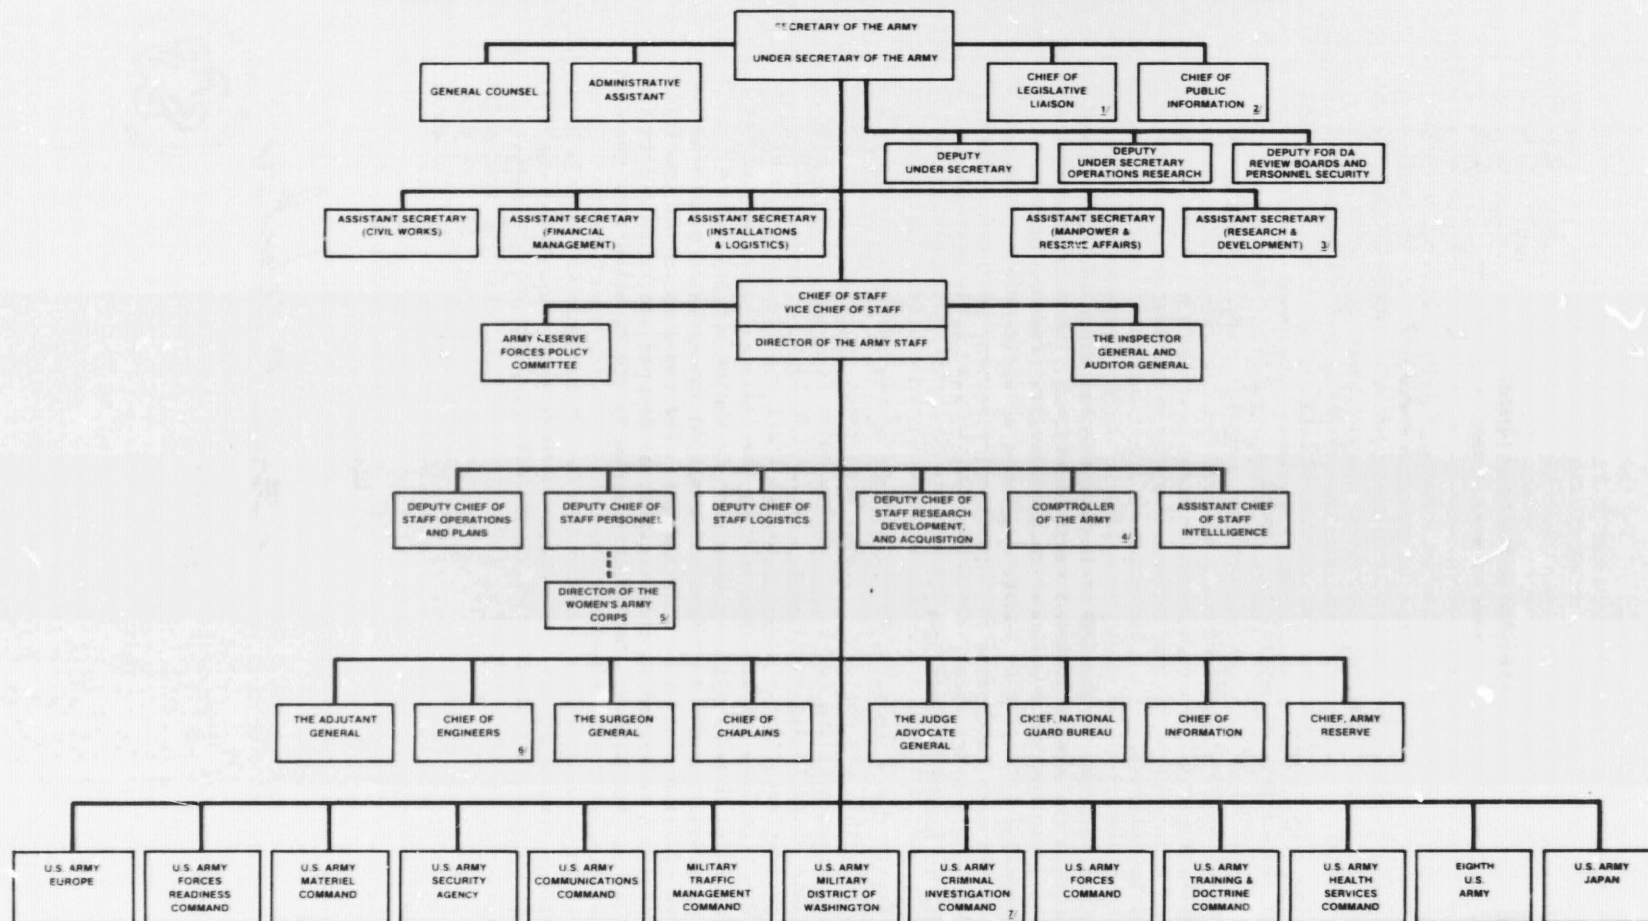 SECRETARY OF THE ARMY
UNDER SECRETARY OF THE ARMY
GENERAL COUNSEL
ADMINISTRATIVE
ASSISTANT
CHIEF OF
LEGISLATIVE
LIAISON 1/
CHIEF OF
PUBLIC
INFORMATION 2/
DEPUTY
UNDER SECRETARY
DEPUTY
UNDER SECRETARY
OPERATIONS RESEARCH
DEPUTY FOR DA
REVIEW BOARDS AND
PERSONNEL SECURITY
ASSISTANT SECRETARY
(CIVIL WORKS)
ASSISTANT SECRETARY
(FINANCIAL
MANAGEMENT)
ASSISTANT SECRETARY
(INSTALLATIONS
& LOGISTICS)
ASSISTANT SECRETARY
(MANPOWER &
RESERVE AFFAIRS)
ASSISTANT SECRETARY
(RESEARCH &
DEVELOPMENT) 3/
CHIEF OF STAFF
VICE CHIEF OF STAFF
DIRECTOR OF THE ARMY STAFF
ARMY RESERVE
FORCES POLICY
COMMITTEE
THE INSPECTOR
GENERAL AND
AUDITOR GENERAL
DEPUTY CHIEF OF
STAFF OPERATIONS
AND PLANS
DEPUTY CHIEF OF
STAFF PERSONNEL
DEPUTY CHIEF OF
STAFF LOGISTICS
DEPUTY CHIEF OF
STAFF RESEARCH
DEVELOPMENT,
AND ACQUISITION
COMPTROLLER
OF THE ARMY
4/
ASSISTANT CHIEF
OF STAFF
INTELLLIGENCE
DIRECTOR OF THE
WOMEN'S ARMY
CORPS 5/
THE ADJUTANT
GENERAL
CHIEF OF
ENGINEERS
6/
THE SURGEON
GENERAL
CHIEF OF
CHAPLAINS
THE JUDGE
ADVOCATE
GENERAL
CHIEF, NATIONAL
GUARD BUREAU
CHIEF OF
INFORMATION
CHIEF, ARMY
RESERVE
U.S. ARMY
EUROPE
U.S. ARMY
FORCES
READINESS
COMMAND
U.S. ARMY
MATERIEL
COMMAND
U.S. ARMY
SECURITY
AGENCY
U.S. ARMY
COMMUNICATIONS
COMMAND
MILITARY
TRAFFIC
MANAGEMENT
COMMAND
U.S. ARMY
MILITARY
DISTRICT OF
WASHINGTON
U.S. ARMY
CRIMINAL
INVESTIGATION
COMMAND 7/
U.S. ARMY
FORCES
COMMAND
U.S. ARMY
TRAINING &
DOCTRINE
COMMAND
U.S. ARMY
HEALTH
SERVICES
COMMAND
EIGHTH
U.S.
ARMY
U.S. ARMY
JAPAN